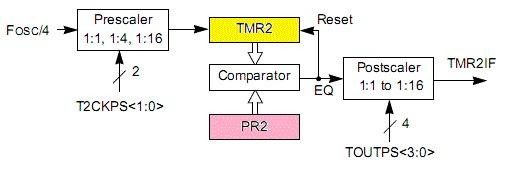 Fosc/4
Prescaler
1:1, 1:4, 1:16
2
T2CKPS<1:0>
TMR2
Reset
Comparator
EQ
PR2
Postscaler
1:1 to 1:16
TMR2IF
4
TOUTPS<3:0>